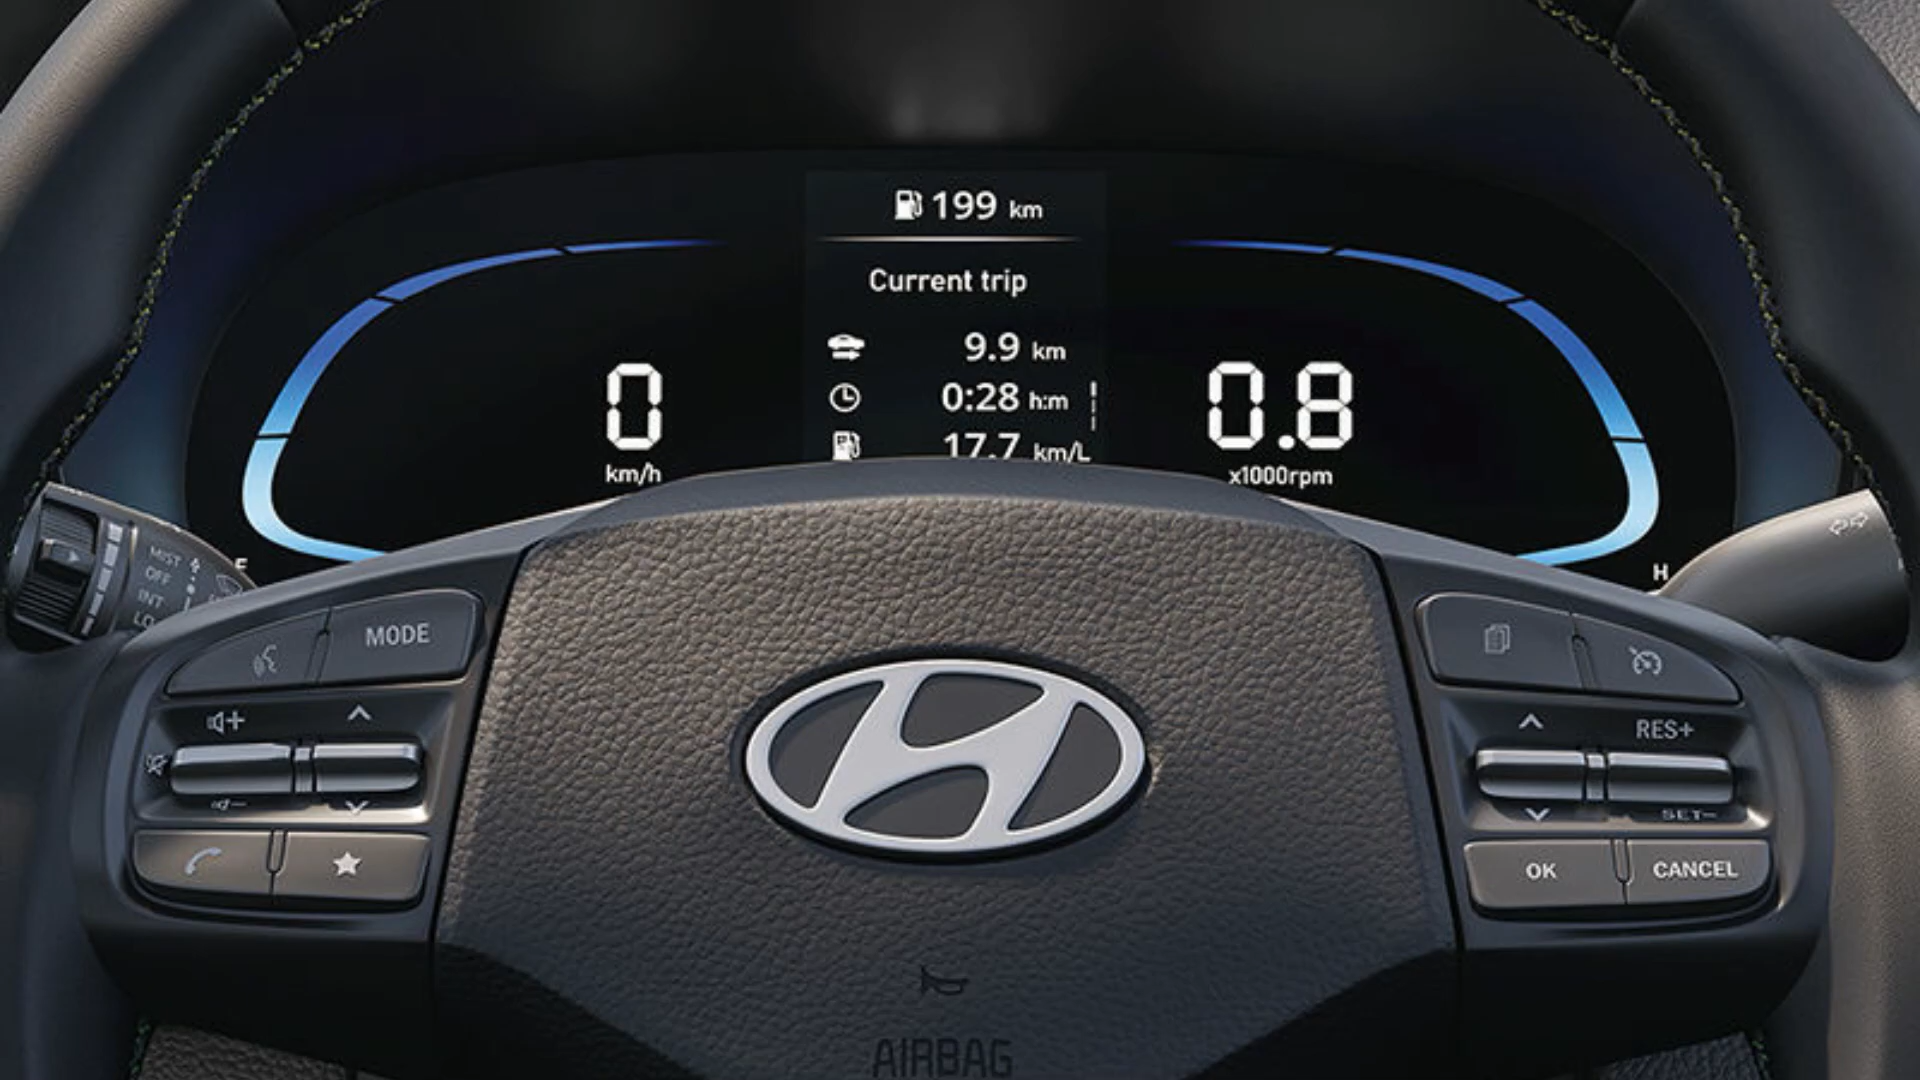 199 km
Current trip
9.9 km
0:28 h:m
17.7 km/L
0
km/h
0.8
x1000rpm
H
MIST
OFF
INT
LO
MODE
RES+
SET-
OK
CANCEL
AIRBAG